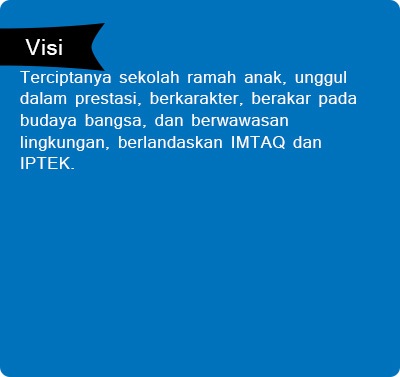 Visi
Terciptanya sekolah ramah anak, unggul
dalam prestasi, berkarakter, berakar pada
budaya bangsa, dan berwawasan
lingkungan, berlandaskan IMTAQ dan
IPTEK.